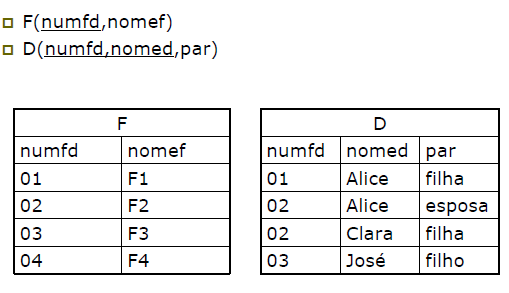 F(numfd,nomef)
D(numfd,nomed,par)
F
numfd nomef
01 F1
02 F2
03 F3
04 F4
D
numfd nomed par
01 Alice filha
02 Alice esposa
02 Clara filha
03 José filho